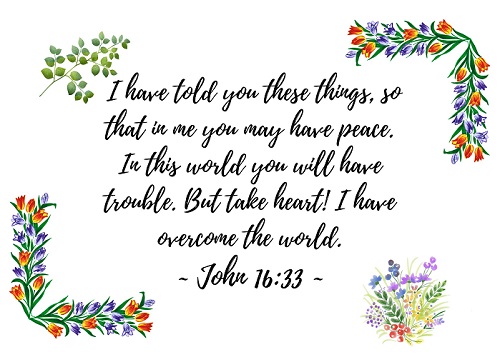 I have told you these things, so
that in me you may have peace.
In this world you will have
trouble. But take heart! I have
overcome the world.
~ John 16:33 ~